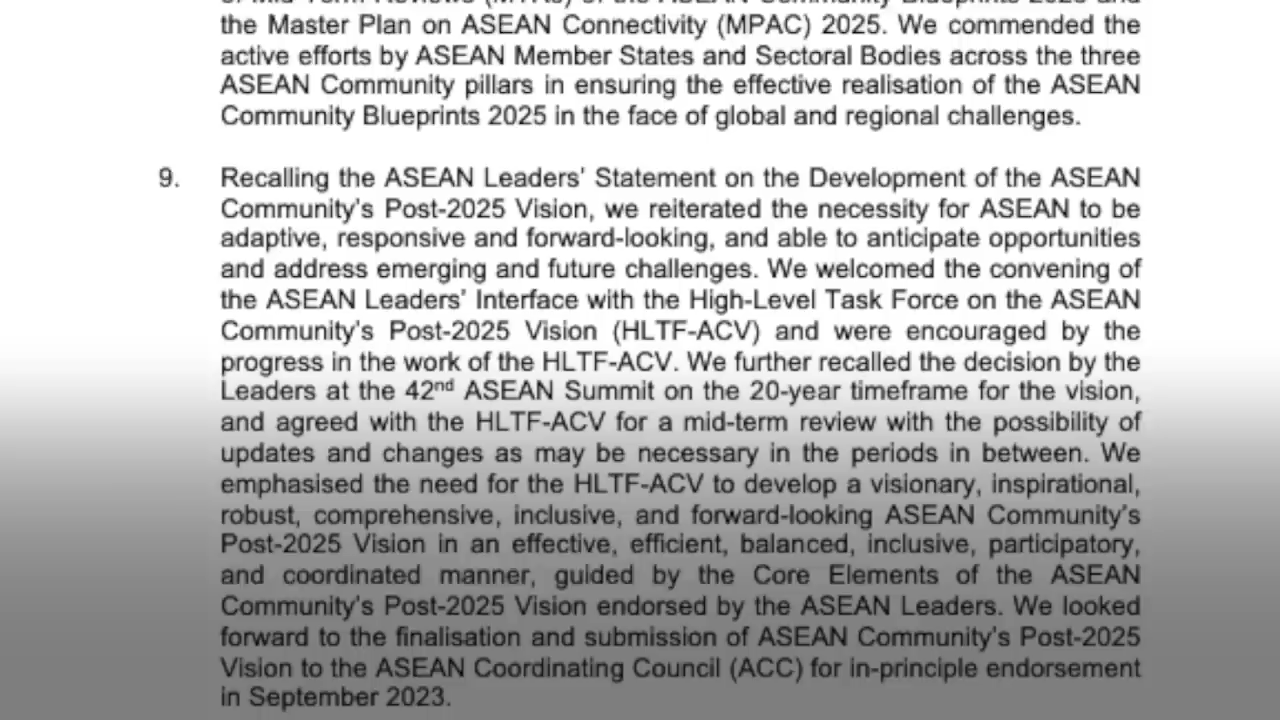 the Master Plan on ASEAN Connectivity (MPAC) 2025. We commended the
active efforts by ASEAN Member States and Sectoral Bodies across the three
ASEAN Community pillars in ensuring the effective realisation of the ASEAN
Community Blueprints 2025 in the face of global and regional challenges.
9. Recalling the ASEAN Leaders' Statement on the Development of the ASEAN
Community's Post-2025 Vision, we reiterated the necessity for ASEAN to be
adaptive, responsive and forward-looking, and able to anticipate opportunities
and address emerging and future challenges. We welcomed the convening of
the ASEAN Leaders' Interface with the High-Level Task Force on the ASEAN
Community's Post-2025 Vision (HLTF-ACV) and were encouraged by the
progress in the work of the HLTF-ACV. We further recalled the decision by the
Leaders at the 42nd ASEAN Summit on the 20-year timeframe for the vision,
and agreed with the HLTF-ACV for a mid-term review with the possibility of
updates and changes as may be necessary in the periods in between. We
emphasised the need for the HLTF-ACV to develop a visionary, inspirational,
robust, comprehensive, inclusive, and forward-looking ASEAN Community's
Post-2025 Vision in an effective, efficient, balanced, inclusive, participatory,
and coordinated manner, guided by the Core Elements of the ASEAN
Community's Post-2025 Vision endorsed by the ASEAN Leaders. We looked
forward to the finalisation and submission of ASEAN Community's Post-2025
Vision to the ASEAN Coordinating Council (ACC) for in-principle endorsement
in September 2023.